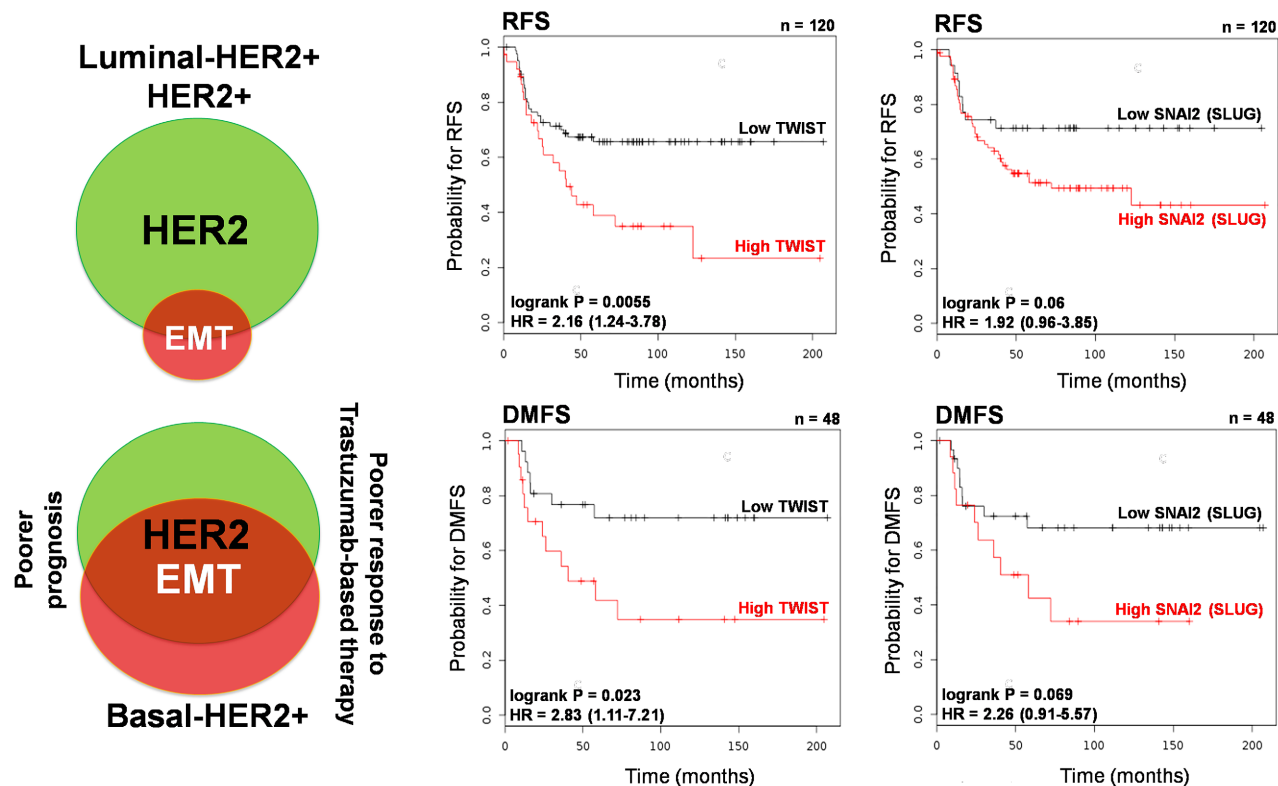 Luminal-HER2+
HER2+
HER2
EMT
Poorer
prognosis
HER2
EMT
Poorer response to
Trastuzumab-based therapy
Basal-HER2+
RFS
n = 120
Probability for RFS
1.0
0.8
0.6
0.4
0.2
0.0
Low TWIST
High TWIST
logrank P = 0.0055
HR = 2.16 (1.24-3.78)
0
50
100
150
200
Time (months)
RFS
n = 120
Probability for RFS
1.0
0.8
0.6
0.4
0.2
0.0
Low SNAI2 (SLUG)
High SNAI2 (SLUG)
logrank P = 0.06
HR = 1.92 (0.96-3.85)
0
50
100
150
200
Time (months)
DMFS
n = 48
Probability for DMFS
1.0
0.8
0.6
0.4
0.2
0.0
Low TWIST
High TWIST
logrank P = 0.023
HR = 2.83 (1.11-7.21)
0
50
100
150
200
Time (months)
DMFS
n = 48
Probability for DMFS
1.0
0.8
0.6
0.4
0.2
0.0
Low SNAI2 (SLUG)
High SNAI2 (SLUG)
logrank P = 0.069
HR = 2.26 (0.91-5.57)
0
50
100
150
200
Time (months)